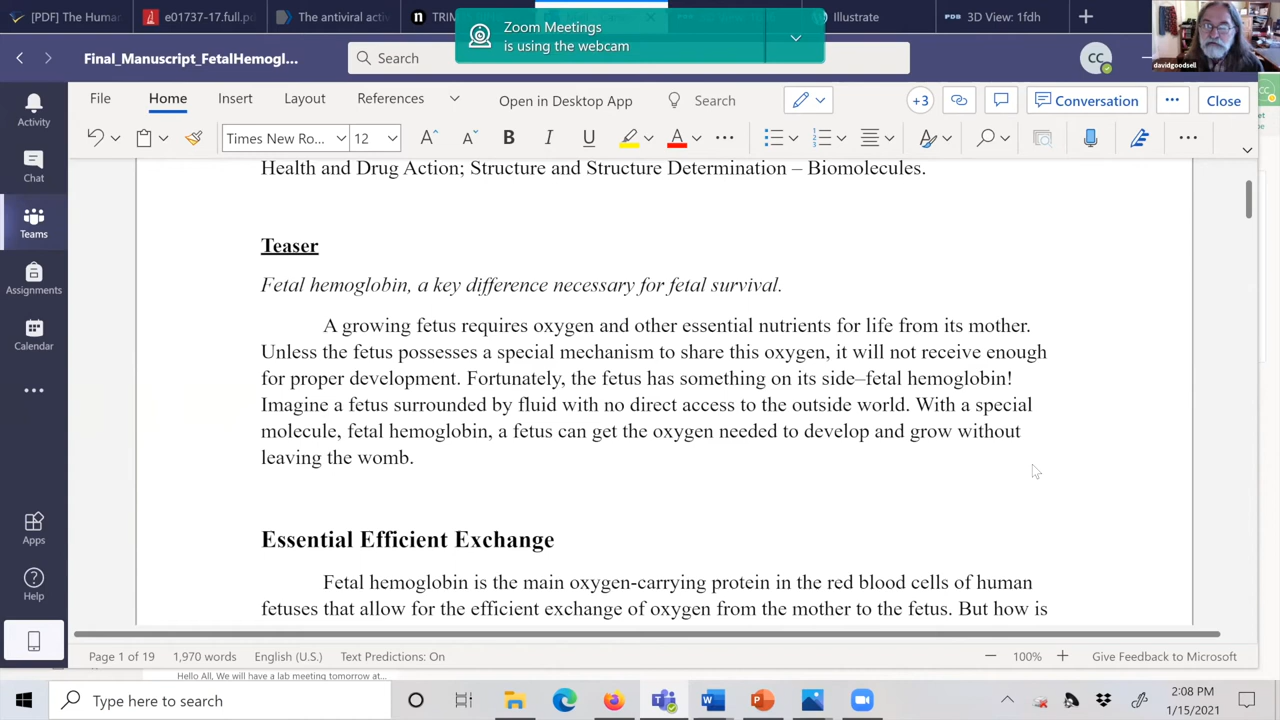 [PDF] The Human
e01737-17.full.pd
The antiviral activ
TRIM
Illustrate
PDB 3D View: 1fdh
Zoom Meetings
is using the webcam
davidgoodsell
Final_Manuscript_FetalHemogl...
Search
CC
File Home Insert Layout References Open in Desktop App Search +3 Conversation ... Close
Times New Ro... 12 B I U A ... ...
Activity
Chat
Teams
Assignments
Calendar
...
Apps
Help
Health and Drug Action; Structure and Structure Determination – Biomolecules.
Teaser
Fetal hemoglobin, a key difference necessary for fetal survival.
A growing fetus requires oxygen and other essential nutrients for life from its mother.
Unless the fetus possesses a special mechanism to share this oxygen, it will not receive enough
for proper development. Fortunately, the fetus has something on its side–fetal hemoglobin!
Imagine a fetus surrounded by fluid with no direct access to the outside world. With a special
molecule, fetal hemoglobin, a fetus can get the oxygen needed to develop and grow without
leaving the womb.
Essential Efficient Exchange
Fetal hemoglobin is the main oxygen-carrying protein in the red blood cells of human
fetuses that allow for the efficient exchange of oxygen from the mother to the fetus. But how is
Page 1 of 19 1,970 words English (U.S.) Text Predictions: On 100% Give Feedback to Microsoft
Hello All, We will have a lab meeting tomorrow at...
Type here to search
2:08 PM
1/15/2021